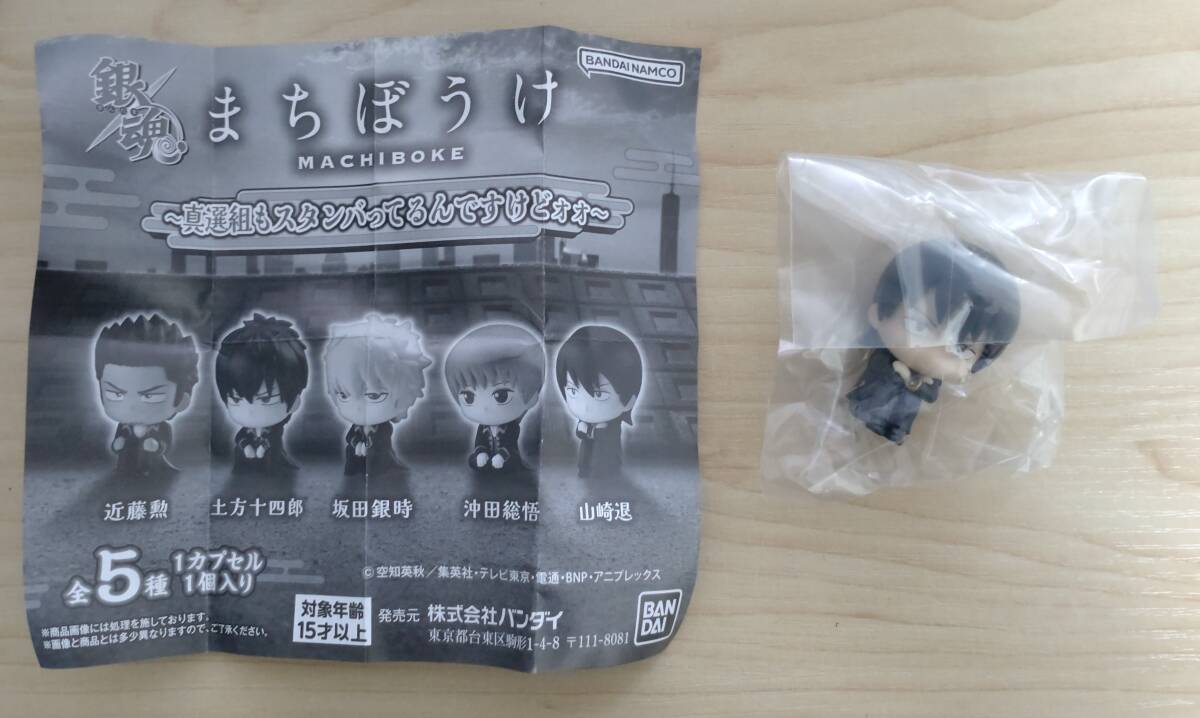 銀魂
まちぼうけ
MACHIBOKE
BANDAI NAMCO
~真選組もスタンバってるんですけどォォ~
近藤勲
土方十四郎
坂田銀時
沖田総悟
山崎退
全5種
1カプセル
1個入り
©空知英秋/集英社・テレビ東京・電通・BNP・アニプレックス
※商品画像には処理を施しております。
※画像と商品とは多少異なりますので、ご了承ください。
対象年齢
15才以上
発売元 株式会社バンダイ
東京都台東区駒形1-4-8 〒111-8081
BAN
DAI